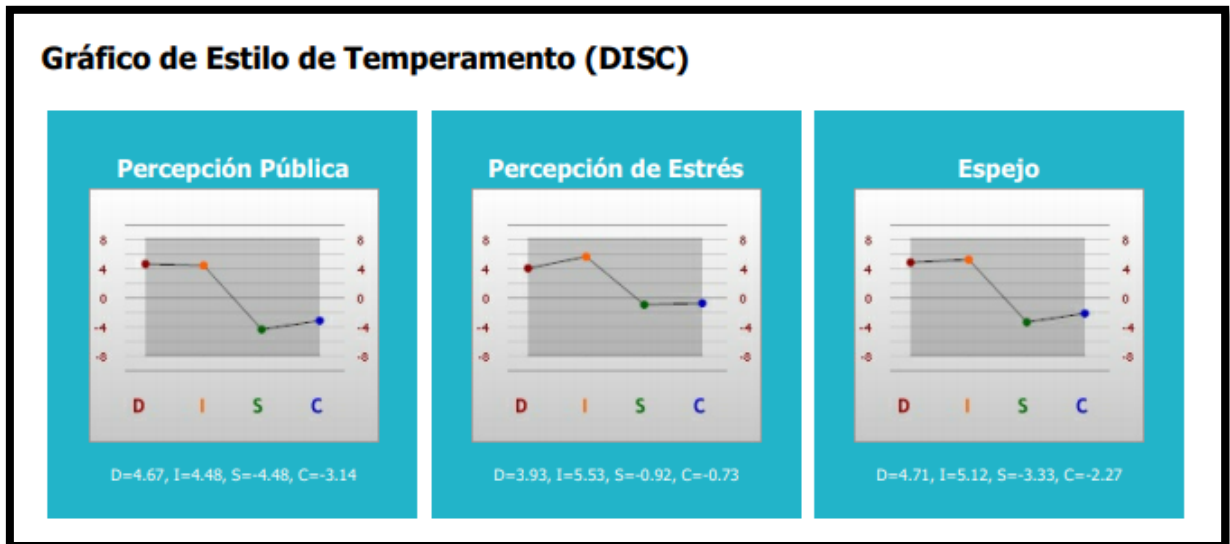 Gráfico de Estilo de Temperamento (DISC)
Percepción Pública
8 8
4 4
0 0
-4 -4
-8 -8
D I S C
D=4.67, I=4.48, S=-4.48, C=-3.14
Percepción de Estrés
8 8
4 4
0 0
-4 -4
-8 -8
D I S C
D=3.93, I=5.53, S=-0.92, C=-0.73
Espejo
8 8
4 4
0 0
-4 -4
-8 -8
D I S C
D=4.71, I=5.12, S=-3.33, C=-2.27